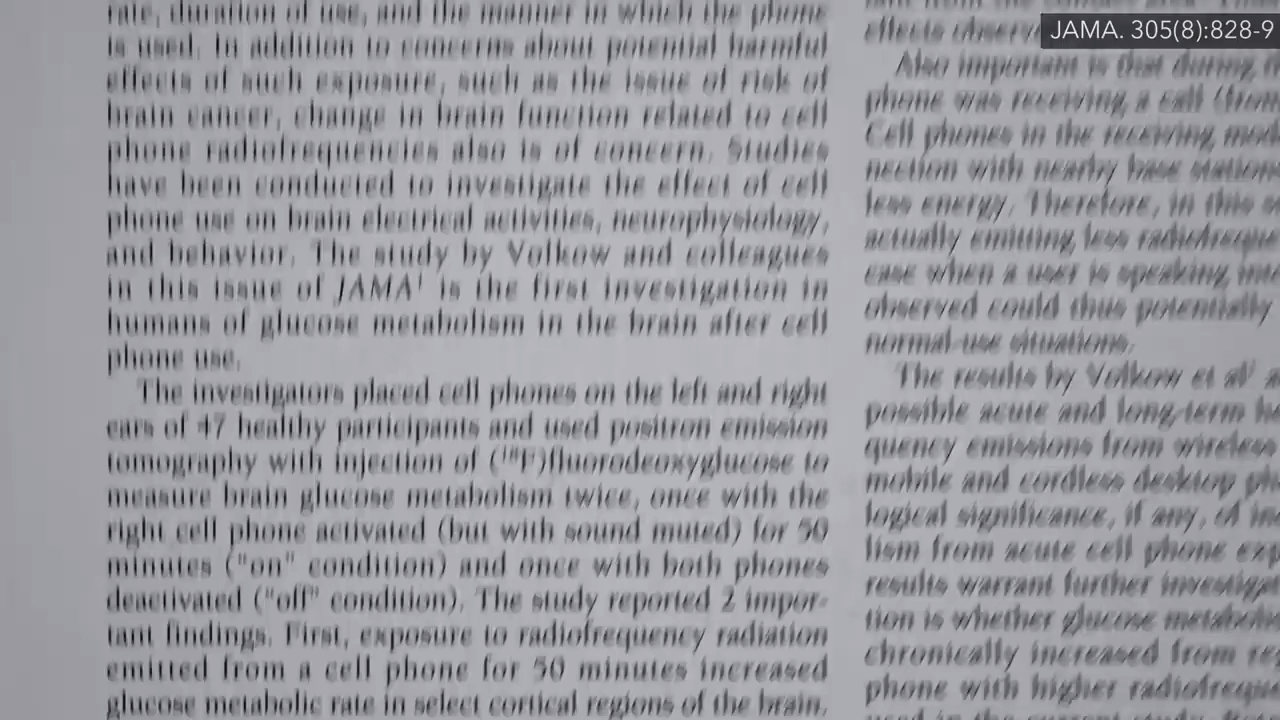 JAMA. 305(8):828-9
rate, duration of use, and the manner in which the phone
is used. In addition to concerns about potential harmful
effects of such exposure, such as the issue of risk of
brain cancer, change in brain function related to cell
phone radiofrequencies also is of concern. Studies
have been conducted to investigate the effect of cell
phone use on brain electrical activities, neurophysiology,
and behavior. The study by Volkow and colleagues
in this issue of JAMA¹ is the first investigation in
humans of glucose metabolism in the brain after cell
phone use.
The investigators placed cell phones on the left and right
ears of 47 healthy participants and used positron emission
tomography with injection of (¹⁸F)fluorodeoxyglucose to
measure brain glucose metabolism twice, once with the
right cell phone activated (but with sound muted) for 50
minutes ("on" condition) and once with both phones
deactivated ("off" condition). The study reported 2 impor-
tant findings. First, exposure to radiofrequency radiation
emitted from a cell phone for 50 minutes increased
glucose metabolic rate in select cortical regions of the brain.
effects
Also important is that during
phone was receiving a call (from
Cell phones in the receiving
nection with nearby base
less energy. Therefore, in this
actually emitting less
case when a user is speaking,
observed could thus potentially
normal-use situations.
The results by Volkow et al¹
possible acute and long-term
quency emissions from wireless
mobile and cordless desktop
logical significance, if any, of
lism from acute cell phone
results warrant further
tion is whether glucose
chronically increased from
phone with higher